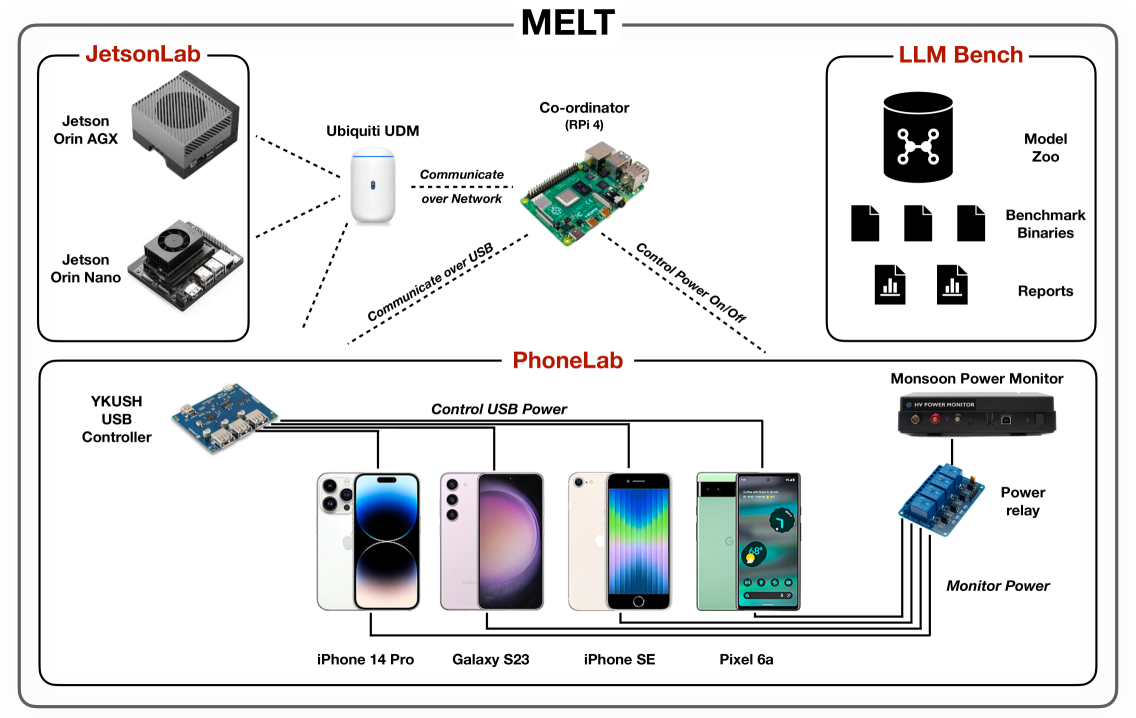 MELT
JetsonLab
Jetson
Orin AGX
Jetson
Orin Nano
Ubiquiti UDM
Communicate
over Network
Co-ordinator
(RPi 4)
Communicate over USB
Control Power On/Off
LLM Bench
Model
Zoo
Benchmark
Binaries
Reports
PhoneLab
YKUSH
USB
Controller
Control USB Power
Monsoon Power Monitor
HV POWER MONITOR
Power
relay
Monitor Power
68°
iPhone 14 Pro
Galaxy S23
iPhone SE
Pixel 6a